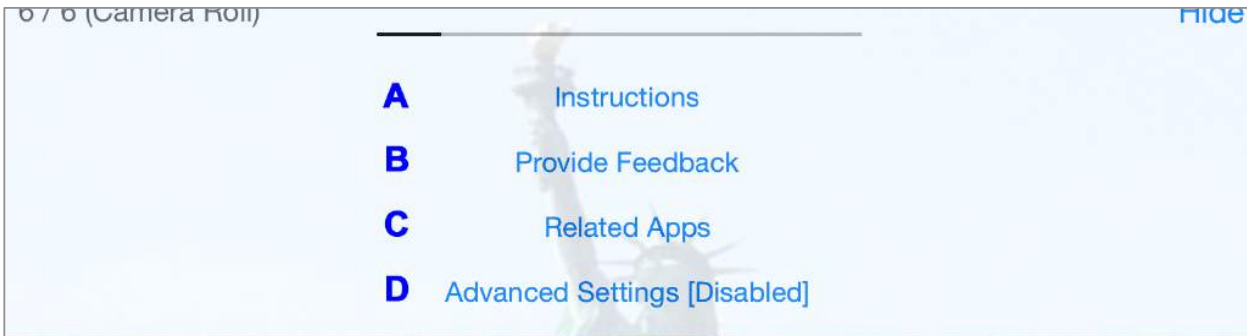 6 / 6 (Camera Roll) Hide
A Instructions
B Provide Feedback
C Related Apps
D Advanced Settings [Disabled]